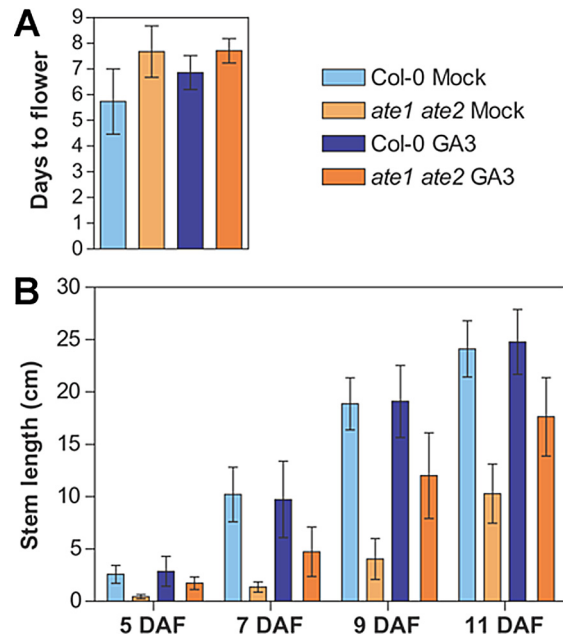 A
Days to flower
9
8
7
6
5
4
3
2
1
0
Col-0 Mock
ate1 ate2 Mock
Col-0 GA3
ate1 ate2 GA3
B
Stem length (cm)
30
25
20
15
10
5
0
5 DAF
7 DAF
9 DAF
11 DAF